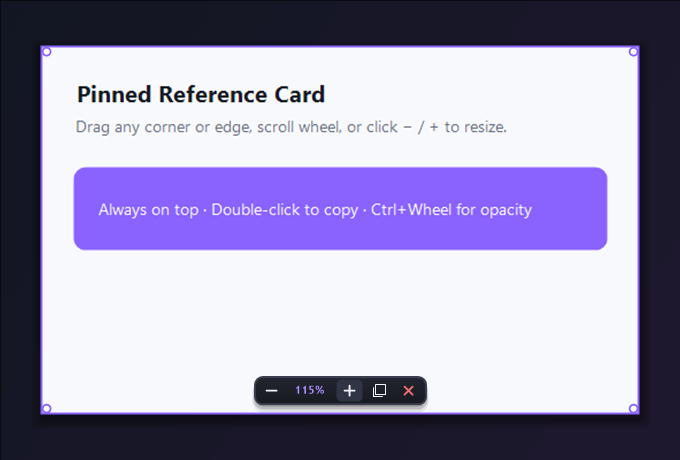 Pinned Reference Card
Drag any corner or edge, scroll wheel, or click − / + to resize.
Always on top · Double-click to copy · Ctrl+Wheel for opacity
− 115% +